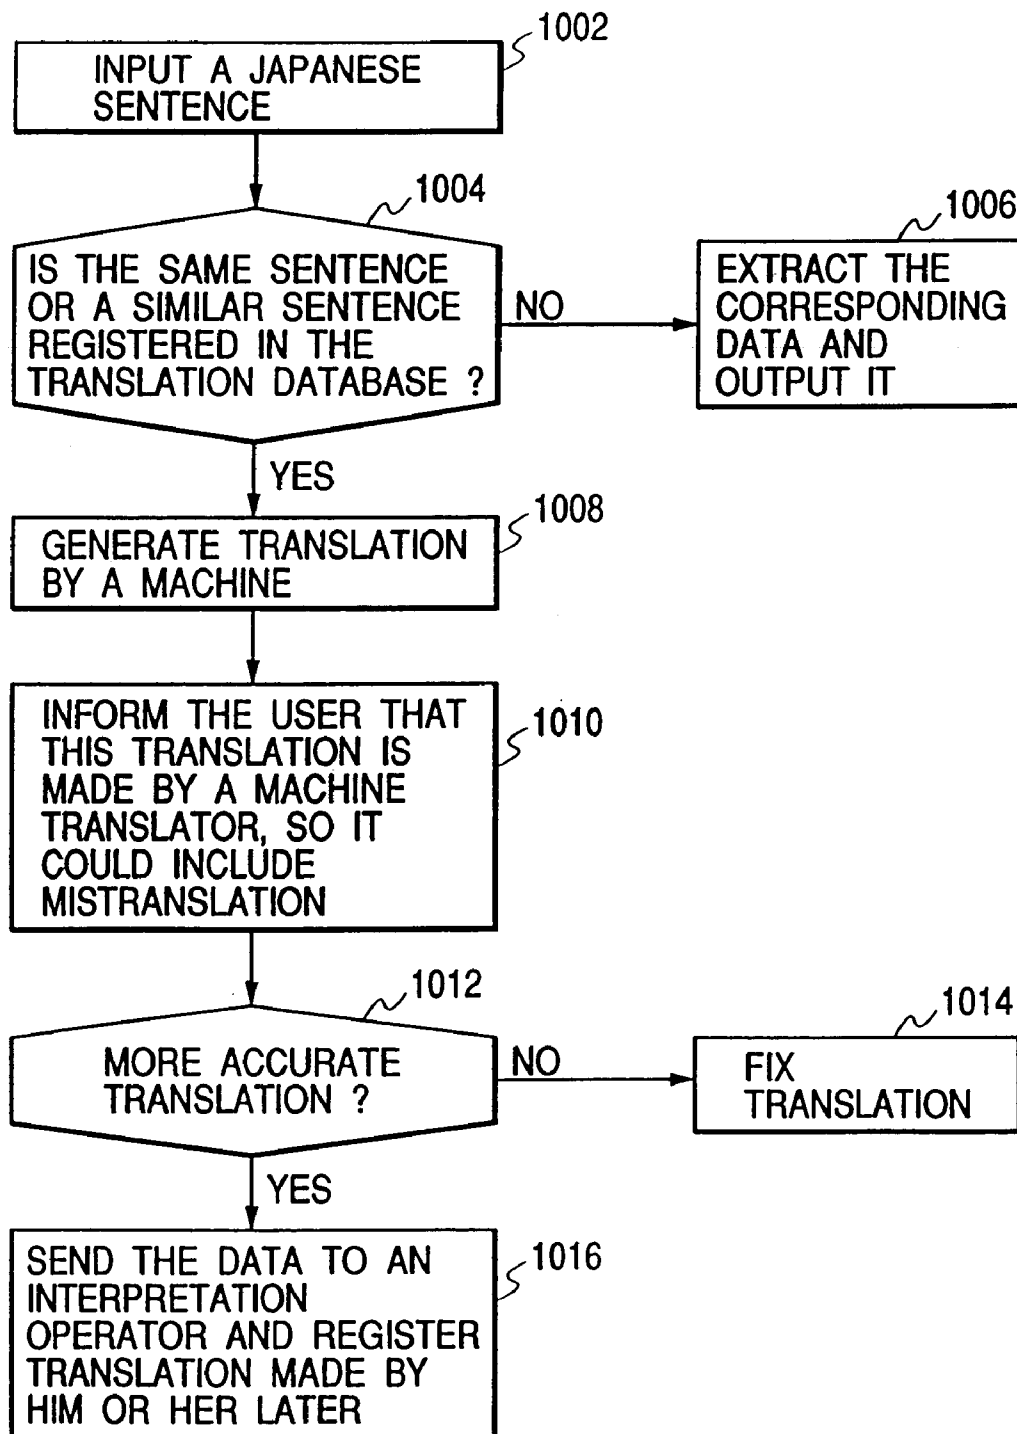 1002
INPUT A JAPANESE
SENTENCE
1004
IS THE SAME SENTENCE
OR A SIMILAR SENTENCE
REGISTERED IN THE
TRANSLATION DATABASE ?
NO
1006
EXTRACT THE
CORRESPONDING
DATA AND
OUTPUT IT
YES
1008
GENERATE TRANSLATION
BY A MACHINE
1010
INFORM THE USER THAT
THIS TRANSLATION IS
MADE BY A MACHINE
TRANSLATOR, SO IT
COULD INCLUDE
MISTRANSLATION
1012
MORE ACCURATE
TRANSLATION ?
NO
1014
FIX
TRANSLATION
YES
1016
SEND THE DATA TO AN
INTERPRETATION
OPERATOR AND REGISTER
TRANSLATION MADE BY
HIM OR HER LATER